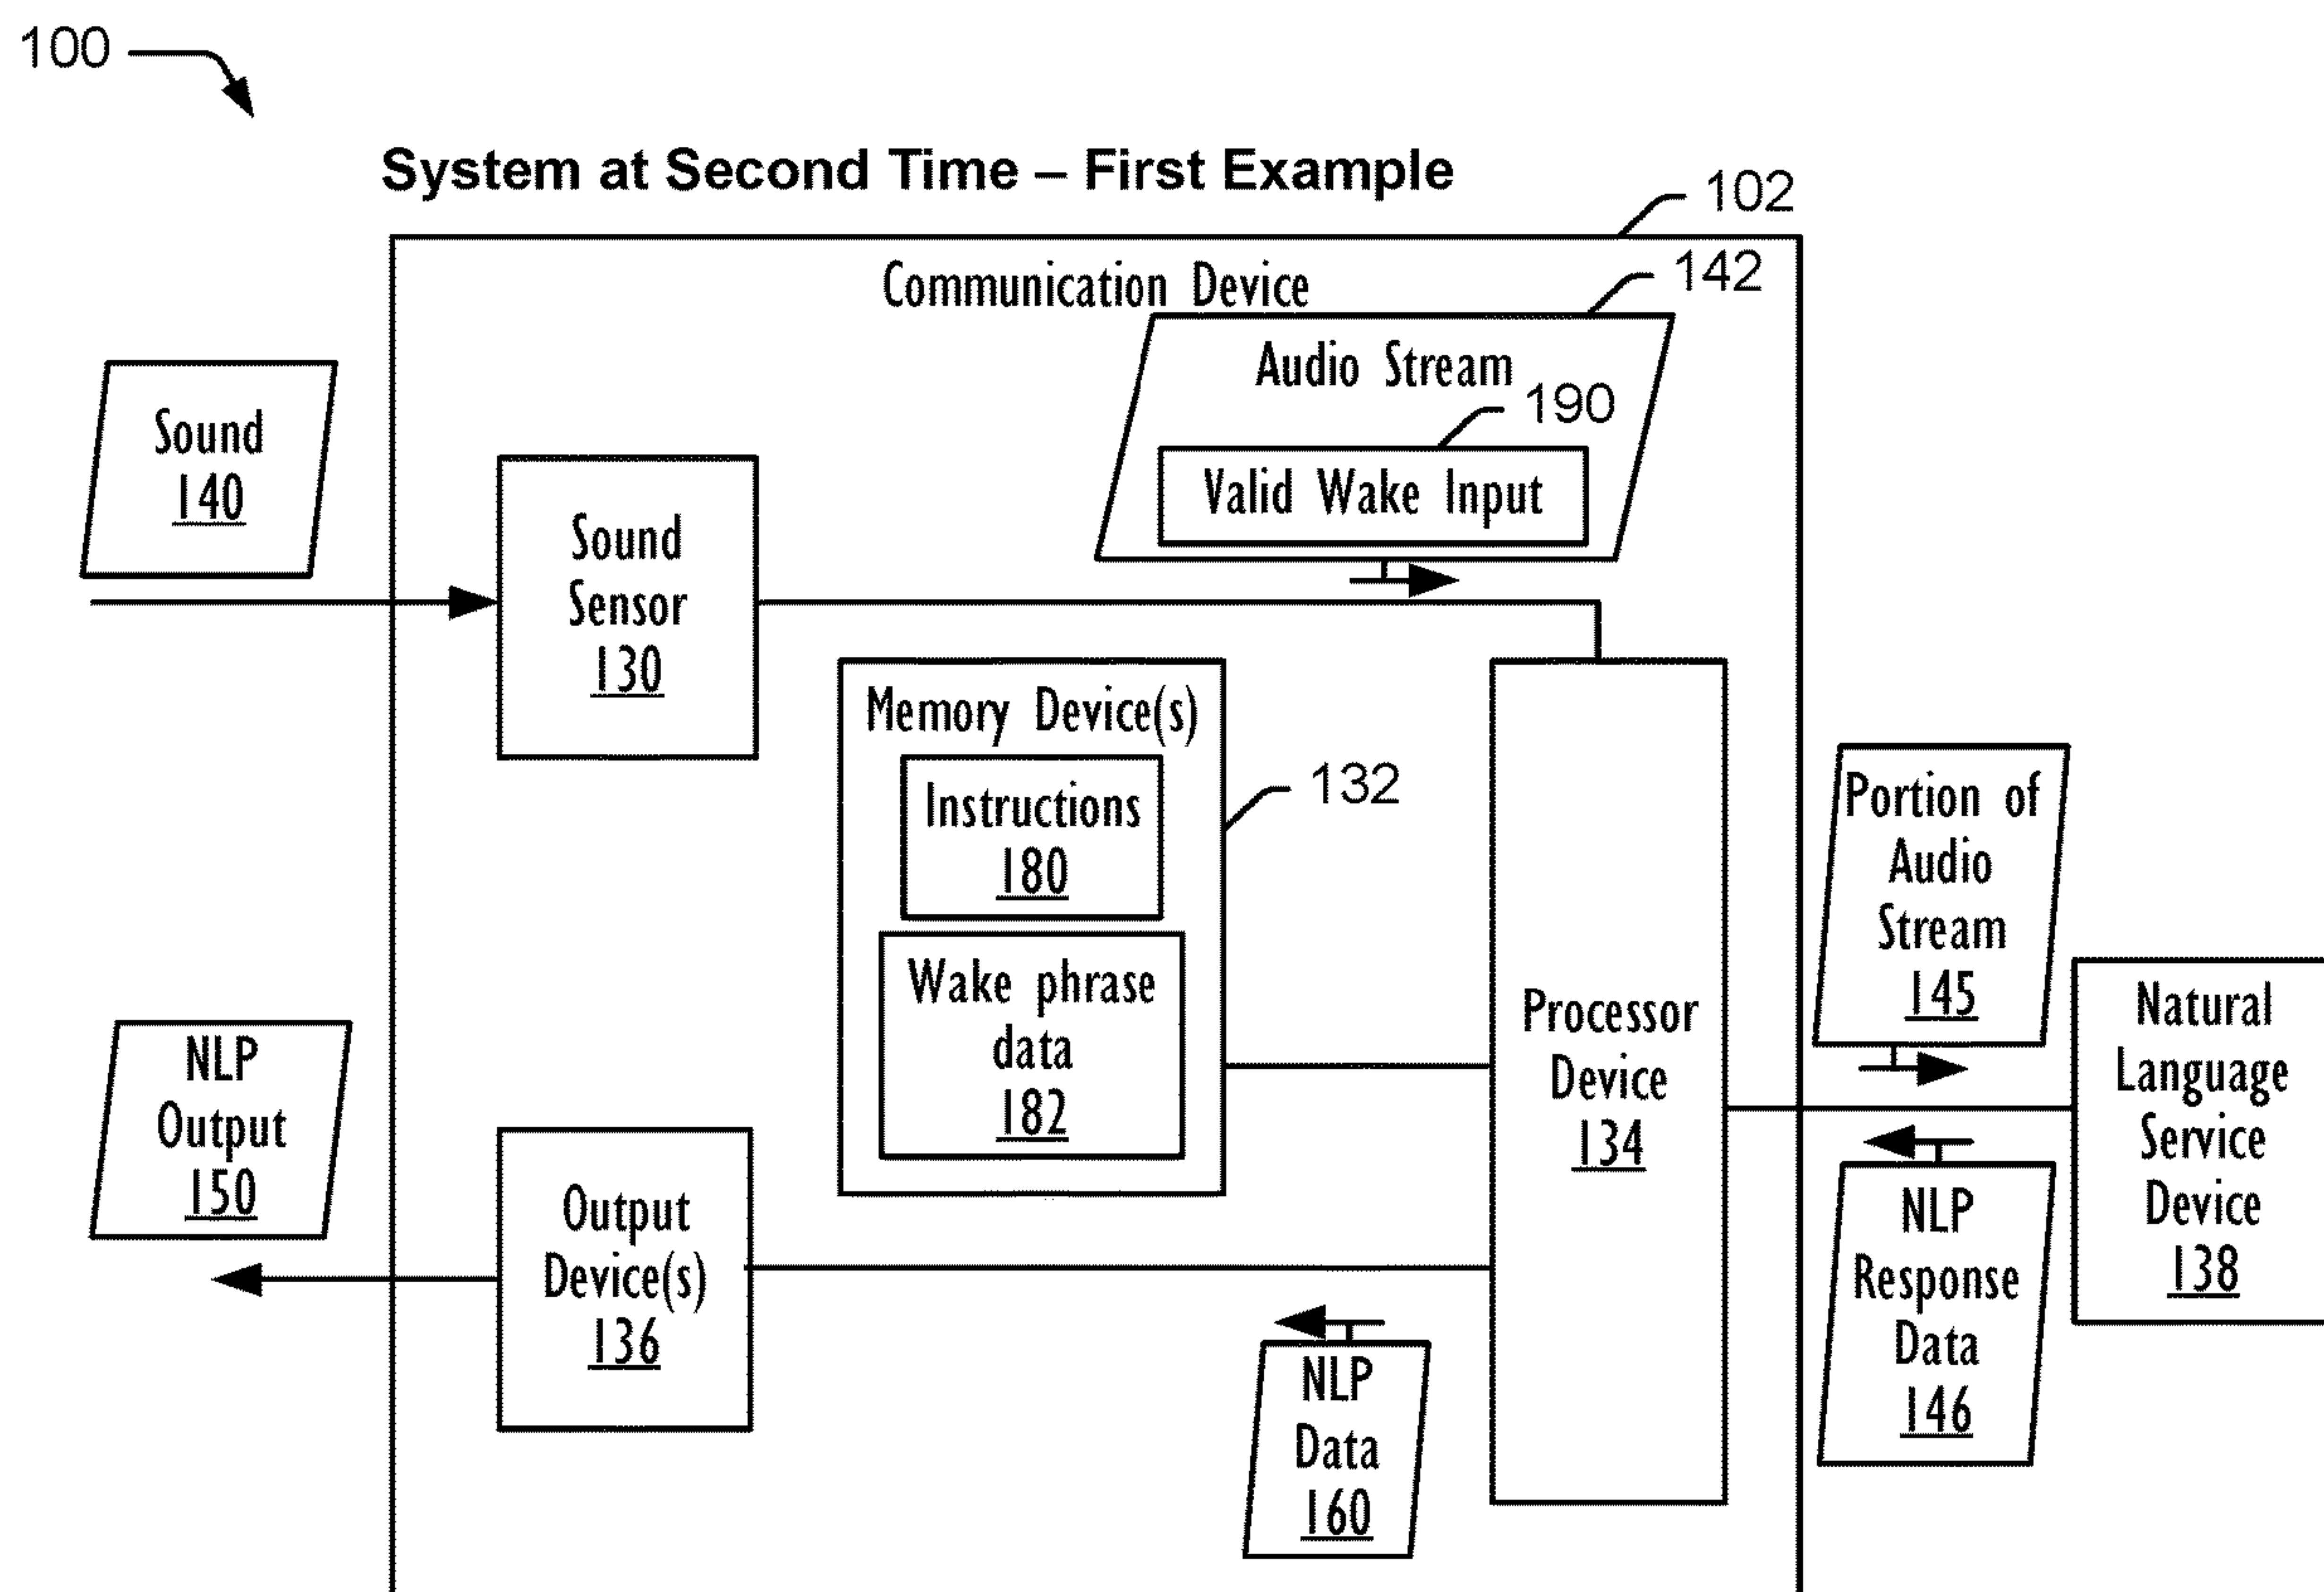 100
System at Second Time – First Example
102
Communication Device
142
Audio Stream
190
Valid Wake Input
Sound
140
Sound
Sensor
130
Memory Device(s)
Instructions
180
132
Wake phrase
data
182
Processor
Device
134
Portion of
Audio
Stream
145
Natural
Language
Service
Device
138
NLP
Output
150
Output
Device(s)
136
NLP
Data
160
NLP
Response
Data
146